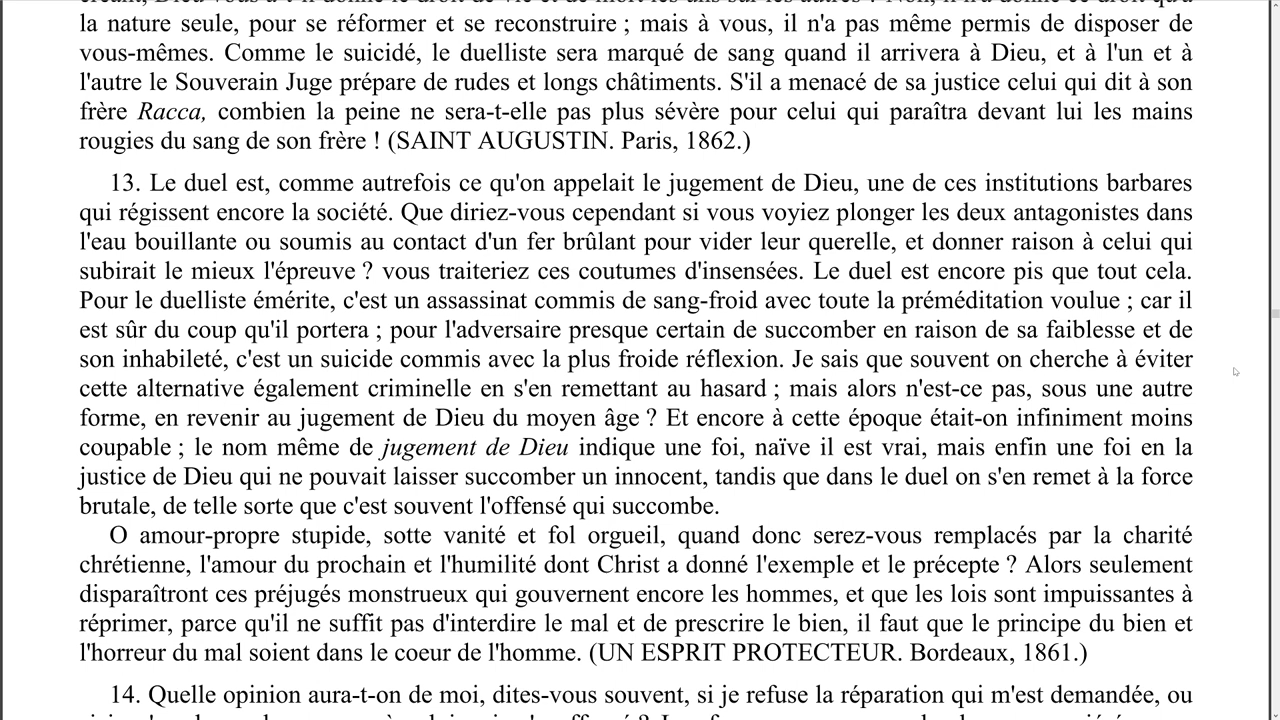 la nature seule, pour se réformer et se reconstruire ; mais à vous, il n'a pas même permis de disposer de
vous-mêmes. Comme le suicidé, le duelliste sera marqué de sang quand il arrivera à Dieu, et à l'un et à
l'autre le Souverain Juge prépare de rudes et longs châtiments. S'il a menacé de sa justice celui qui dit à son
frère Racca, combien la peine ne sera-t-elle pas plus sévère pour celui qui paraîtra devant lui les mains
rougies du sang de son frère ! (SAINT AUGUSTIN. Paris, 1862.)
13. Le duel est, comme autrefois ce qu'on appelait le jugement de Dieu, une de ces institutions barbares
qui régissent encore la société. Que diriez-vous cependant si vous voyiez plonger les deux antagonistes dans
l'eau bouillante ou soumis au contact d'un fer brûlant pour vider leur querelle, et donner raison à celui qui
subirait le mieux l'épreuve ? vous traiteriez ces coutumes d'insensées. Le duel est encore pis que tout cela.
Pour le duelliste émérite, c'est un assassinat commis de sang-froid avec toute la préméditation voulue ; car il
est sûr du coup qu'il portera ; pour l'adversaire presque certain de succomber en raison de sa faiblesse et de
son inhabileté, c'est un suicide commis avec la plus froide réflexion. Je sais que souvent on cherche à éviter
cette alternative également criminelle en s'en remettant au hasard ; mais alors n'est-ce pas, sous une autre
forme, en revenir au jugement de Dieu du moyen âge ? Et encore à cette époque était-on infiniment moins
coupable ; le nom même de jugement de Dieu indique une foi, naïve il est vrai, mais enfin une foi en la
justice de Dieu qui ne pouvait laisser succomber un innocent, tandis que dans le duel on s'en remet à la force
brutale, de telle sorte que c'est souvent l'offensé qui succombe.
O amour-propre stupide, sotte vanité et fol orgueil, quand donc serez-vous remplacés par la charité
chrétienne, l'amour du prochain et l'humilité dont Christ a donné l'exemple et le précepte ? Alors seulement
disparaîtront ces préjugés monstrueux qui gouvernent encore les hommes, et que les lois sont impuissantes à
réprimer, parce qu'il ne suffit pas d'interdire le mal et de prescrire le bien, il faut que le principe du bien et
l'horreur du mal soient dans le coeur de l'homme. (UN ESPRIT PROTECTEUR. Bordeaux, 1861.)
14. Quelle opinion aura-t-on de moi, dites-vous souvent, si je refuse la réparation qui m'est demandée, ou